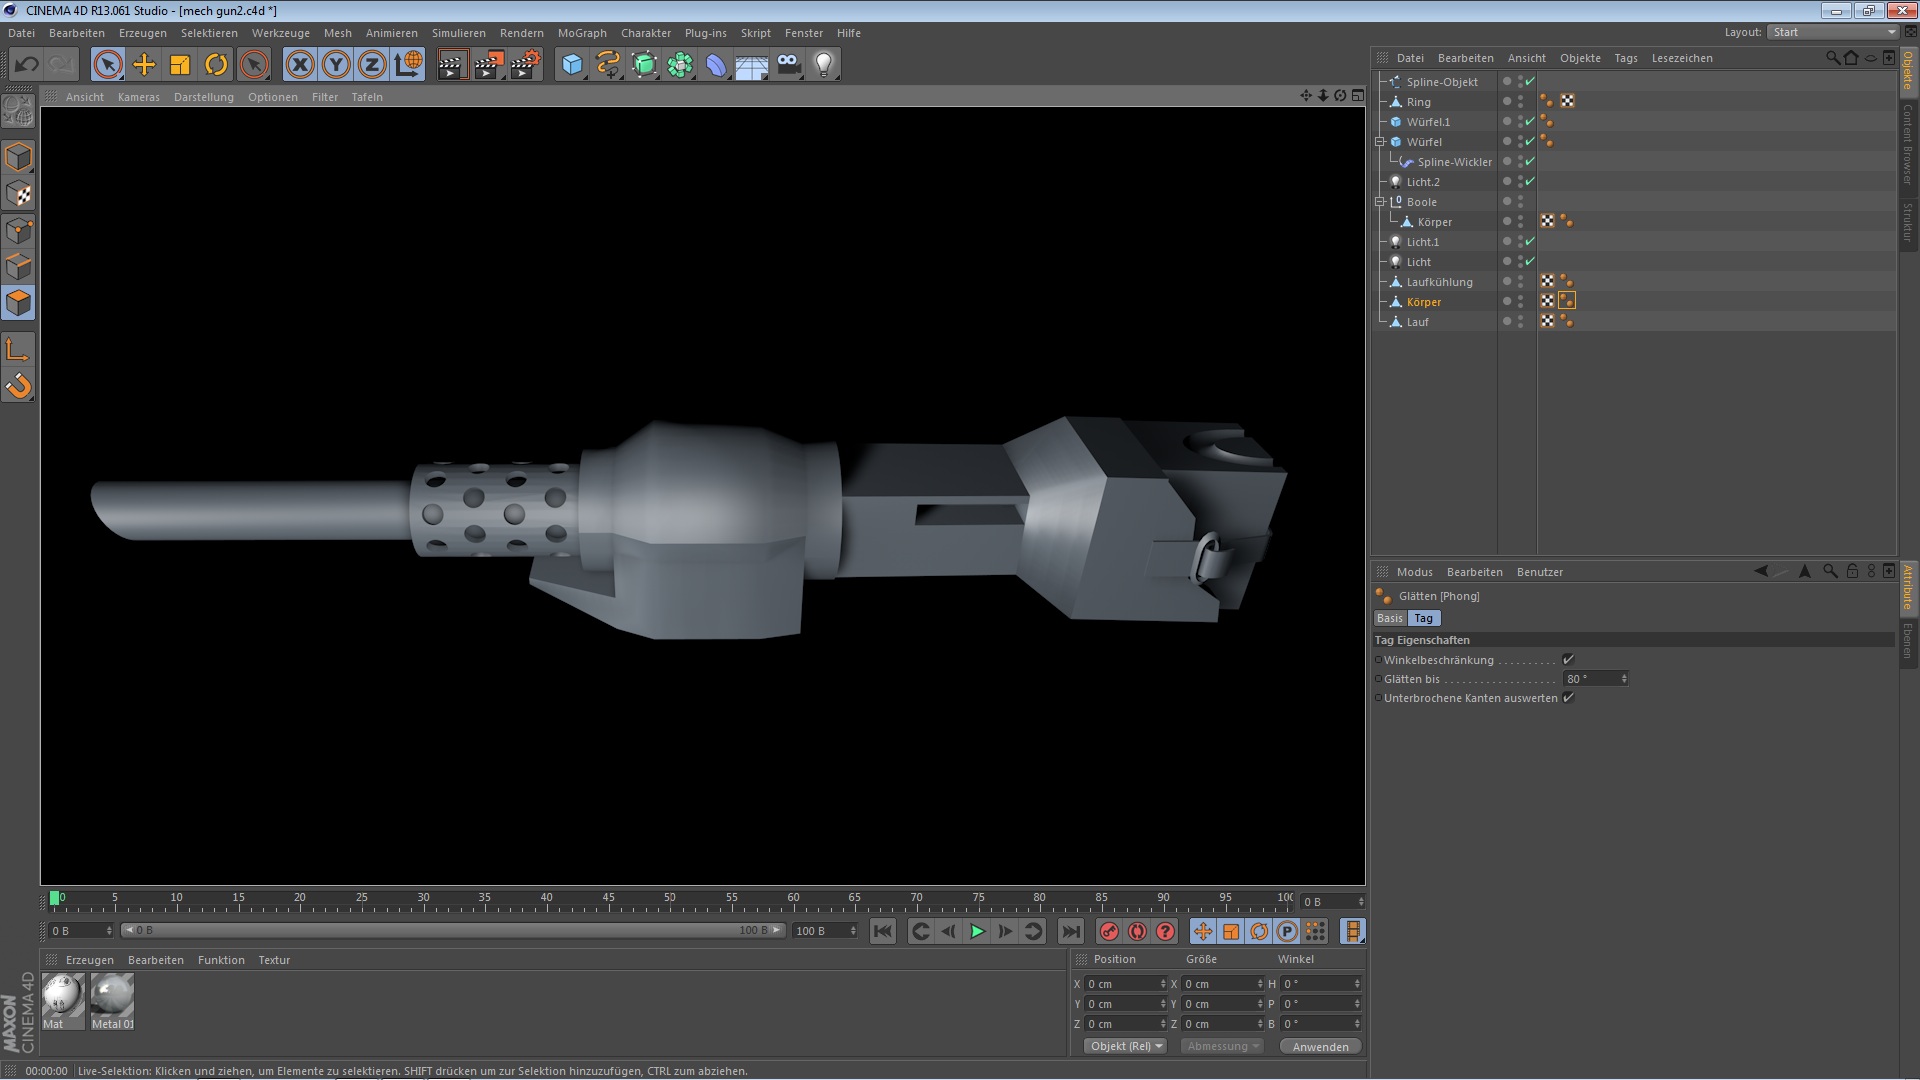 CINEMA 4D R13.061 Studio - [mech gun2.c4d *]
Datei Bearbeiten Erzeugen Selektieren Werkzeuge Mesh Animieren Simulieren Rendern MoGraph Charakter Plug-ins Skript Fenster Hilfe
Layout: Start
X Y Z
Ansicht Kameras Darstellung Optionen Filter Tafeln
Datei Bearbeiten Ansicht Objekte Tags Lesezeichen
Spline-Objekt
Ring
Würfel.1
Würfel
Spline-Wickler
Licht.2
Boole
Körper
Licht.1
Licht
Laufkühlung
Körper
Lauf
Objekte
Content Browser
Struktur
Modus Bearbeiten Benutzer
Glätten [Phong]
Basis Tag
Tag Eigenschaften
Winkelbeschränkung
Glätten bis 80 °
Unterbrochene Kanten auswerten
Attribute
Ebenen
0 5 10 15 20 25 30 35 40 45 50 55 60 65 70 75 80 85 90 95 100
0 B
0 B 0 B 100 B 100 B
P
Erzeugen Bearbeiten Funktion Textur
Mat Metal 01
Position Größe Winkel
X 0 cm X 0 cm H 0 °
Y 0 cm Y 0 cm P 0 °
Z 0 cm Z 0 cm B 0 °
Objekt (Rel) Abmessung Anwenden
MAXON
CINEMA 4D
00:00:00 Live-Selektion: Klicken und ziehen, um Elemente zu selektieren. SHIFT drücken um zur Selektion hinzuzufügen, CTRL zum abziehen.